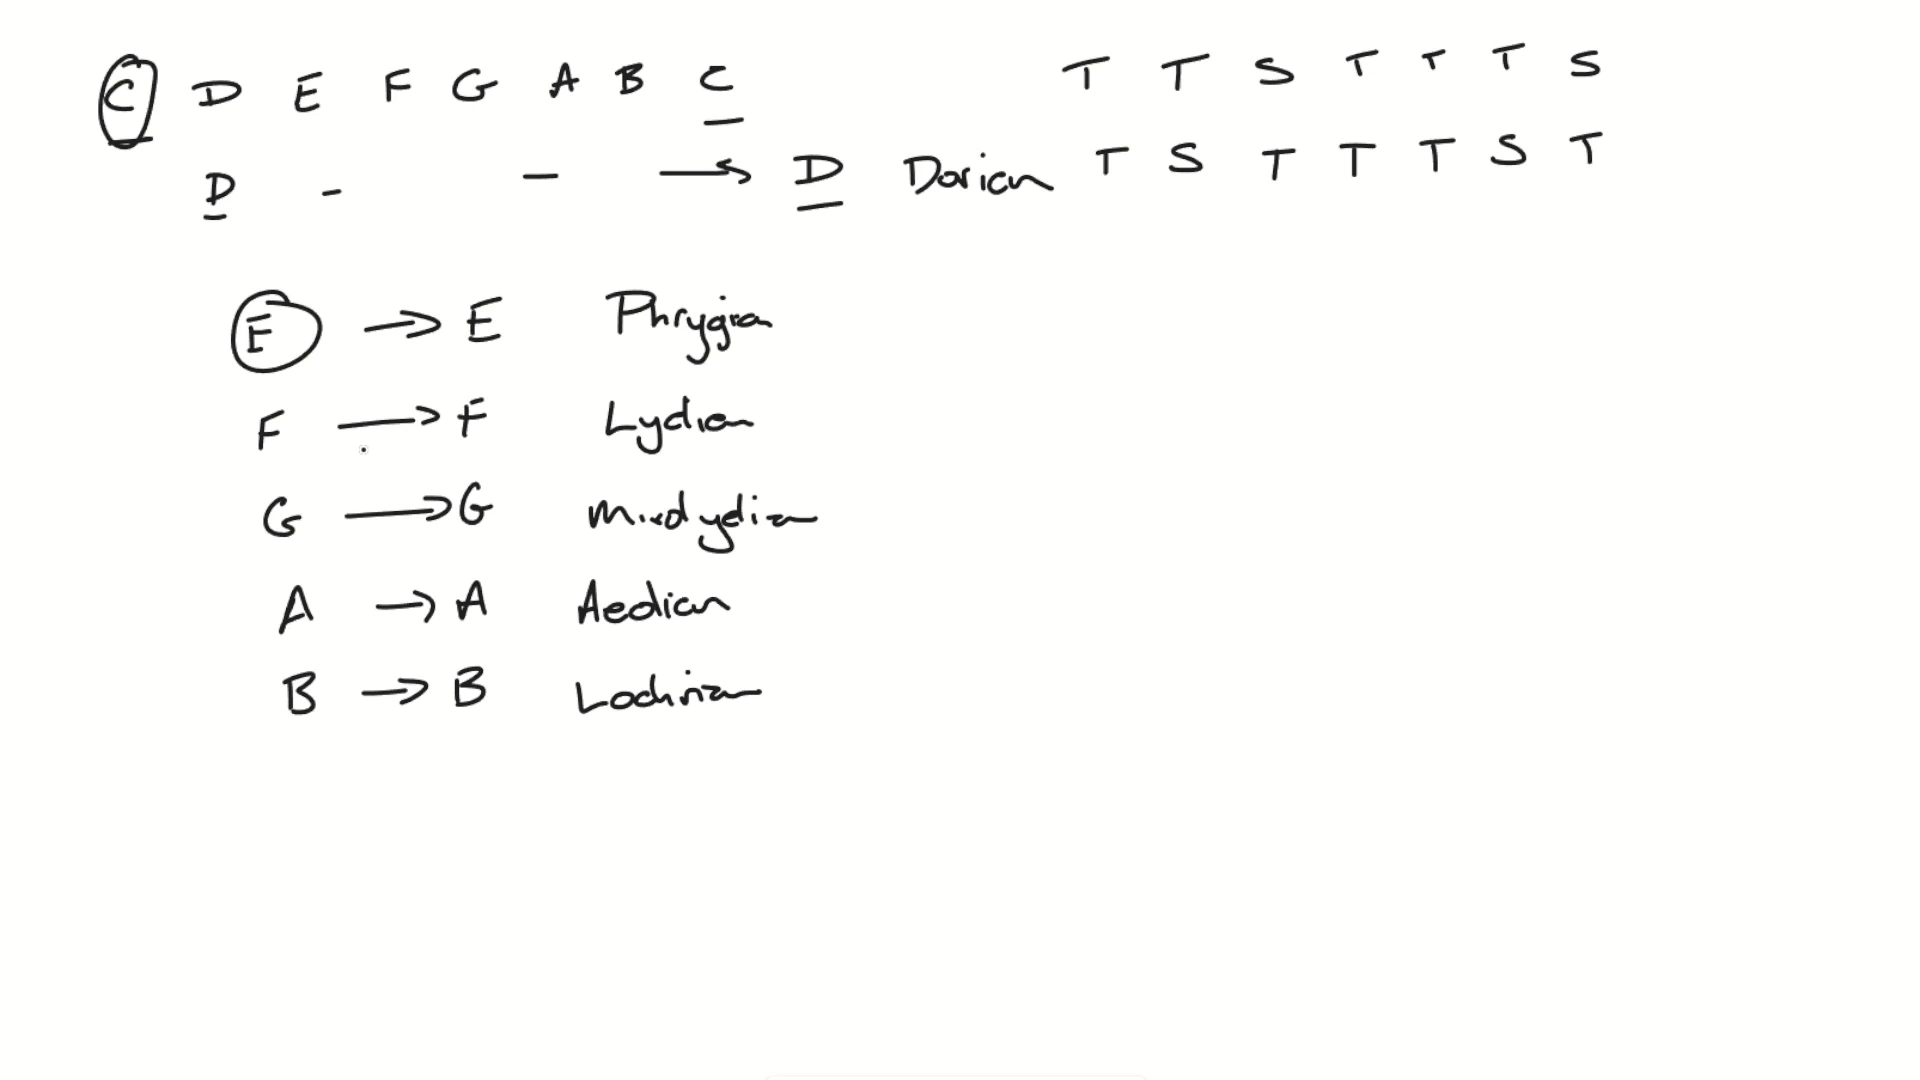 C D E F G A B C T T S T T T S
D - - → D Dorian T S T T T S T
E → E Phrygian
F → F Lydian
G → G Mixolydian
A → A Aeolian
B → B Lochrian